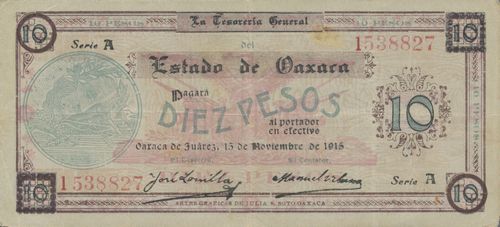 10 PESOS La Tesorería General 10 PESOS
10 10
Serie A del 1538827
Estado de Oaxaca
Pagará
DIEZ PESOS
10
al portador
en efectivo
Oaxaca de Juárez, 15 de Noviembre de 1915
El Cajero, El Contador,
1538827 Serie A
10 10
ARTES GRAFICAS DE JULIA S. SOTO OAXACA